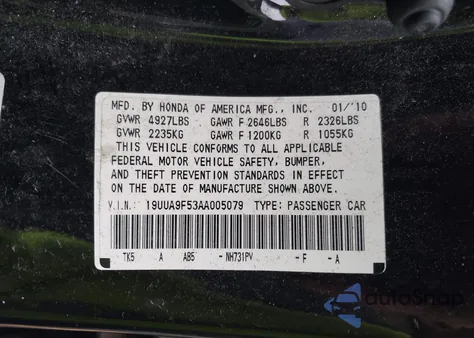 MFD. BY HONDA OF AMERICA MFG., INC. 01/'10
GVWR 4927LBS GAWR F 2646LBS R 2326LBS
GVWR 2235KG GAWR F 1200KG R 1055KG
THIS VEHICLE CONFORMS TO ALL APPLICABLE
FEDERAL MOTOR VEHICLE SAFETY, BUMPER,
AND THEFT PREVENTION STANDARDS IN EFFECT
ON THE DATE OF MANUFACTURE SHOWN ABOVE.
V.I.N. 19UUA9F53AA005079 TYPE: PASSENGER CAR
TK5 A AB5 -NH731PV -F -A
autoSnap